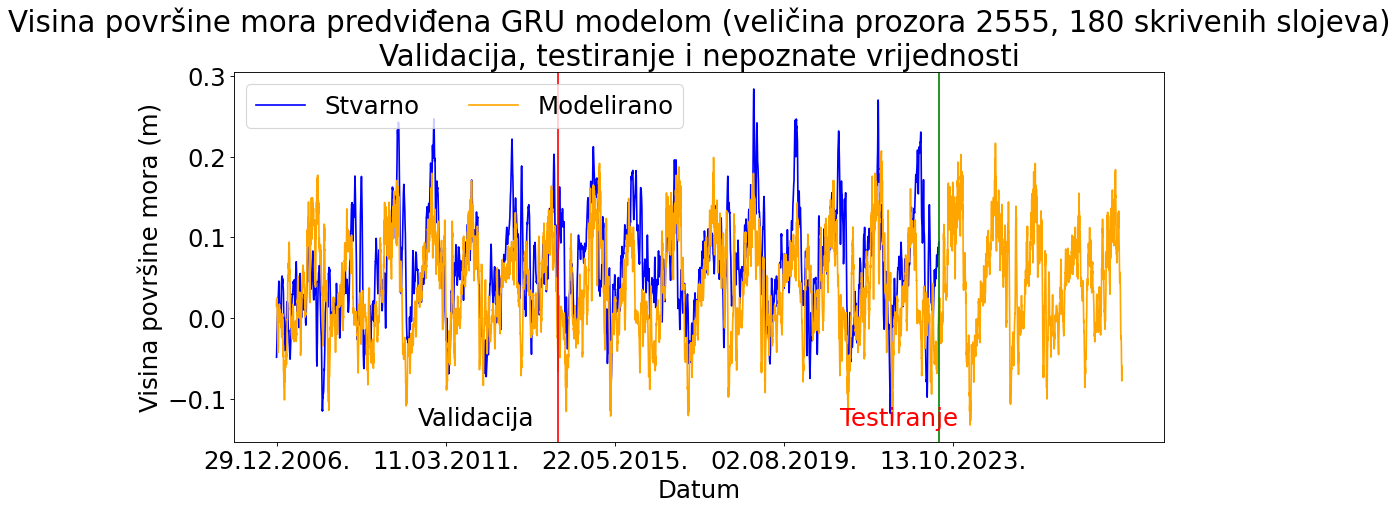 Visina površine mora predviđena GRU modelom (veličina prozora 2555, 180 skrivenih slojeva)
Validacija, testiranje i nepoznate vrijednosti
Stvarno
Modelirano
Visina površine mora (m)
0.3
0.2
0.1
0.0
−0.1
Validacija
Testiranje
29.12.2006.
11.03.2011.
22.05.2015.
02.08.2019.
13.10.2023.
Datum